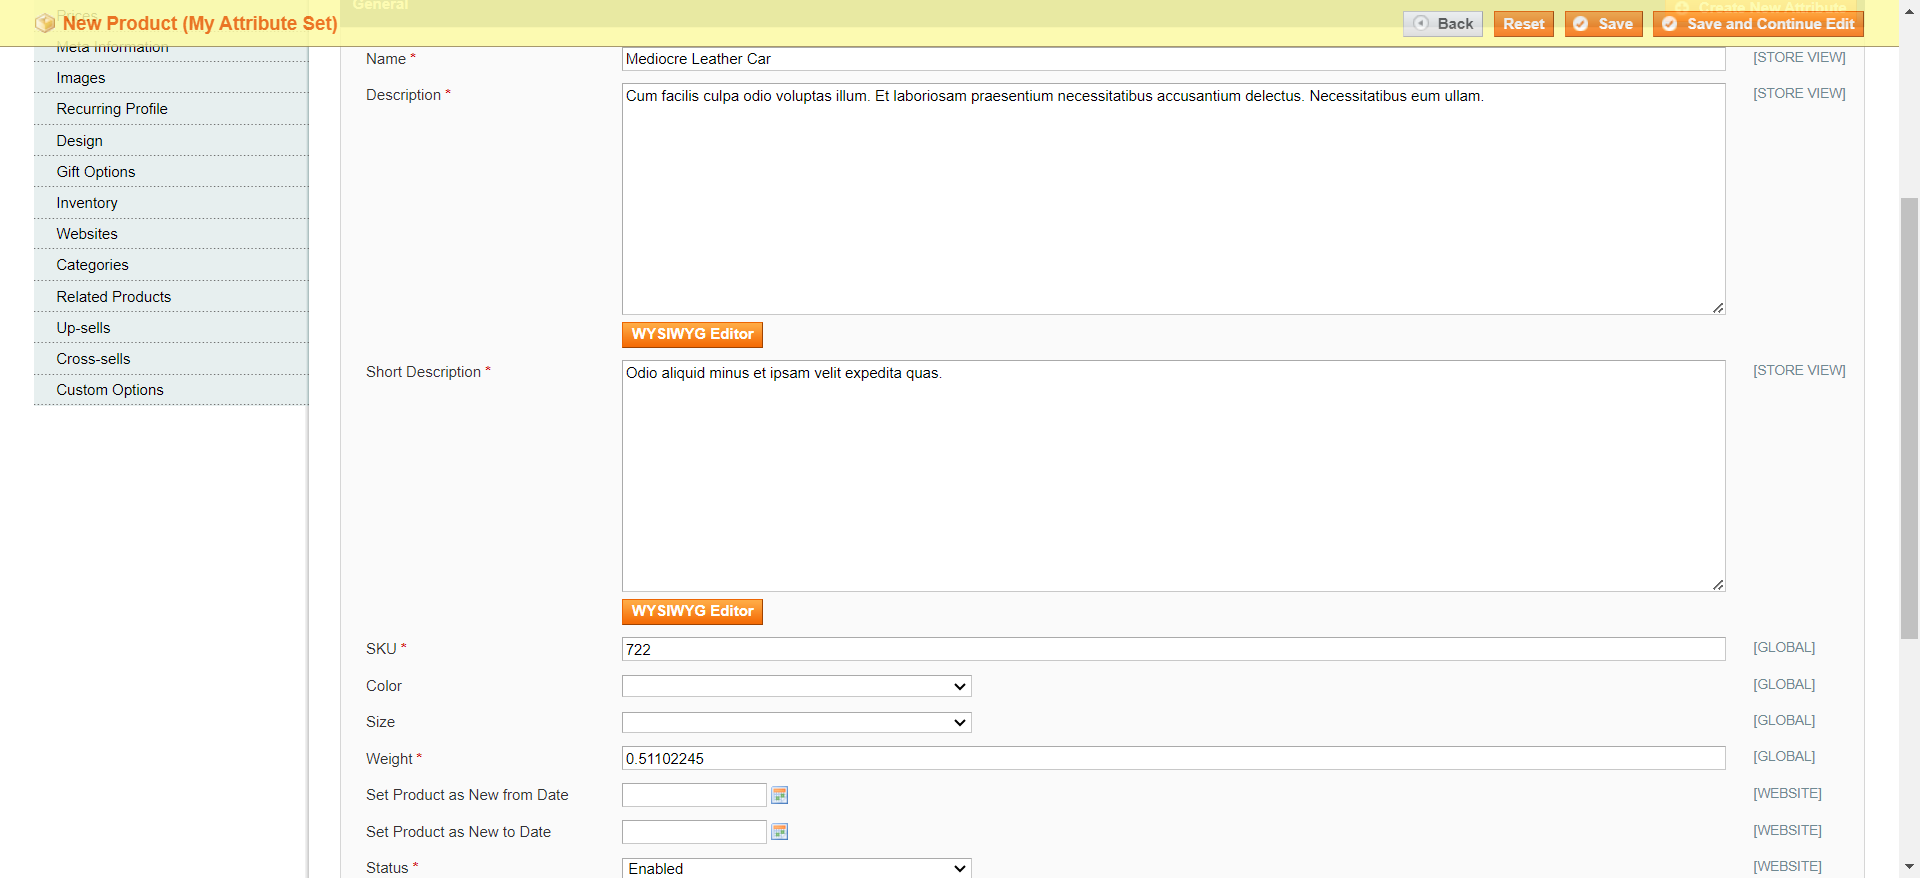 General
Create New Attribute
Prices
New Product (My Attribute Set)
Back
Reset
Save
Save and Continue Edit
Meta Information
Images
Recurring Profile
Design
Gift Options
Inventory
Websites
Categories
Related Products
Up-sells
Cross-sells
Custom Options
Name *
Mediocre Leather Car
[STORE VIEW]
Description *
Cum facilis culpa odio voluptas illum. Et laboriosam praesentium necessitatibus accusantium delectus. Necessitatibus eum ullam.
[STORE VIEW]
WYSIWYG Editor
Short Description *
Odio aliquid minus et ipsam velit expedita quas.
[STORE VIEW]
WYSIWYG Editor
SKU *
722
[GLOBAL]
Color
[GLOBAL]
Size
[GLOBAL]
Weight *
0.51102245
[GLOBAL]
Set Product as New from Date
[WEBSITE]
Set Product as New to Date
[WEBSITE]
Status *
Enabled
[WEBSITE]